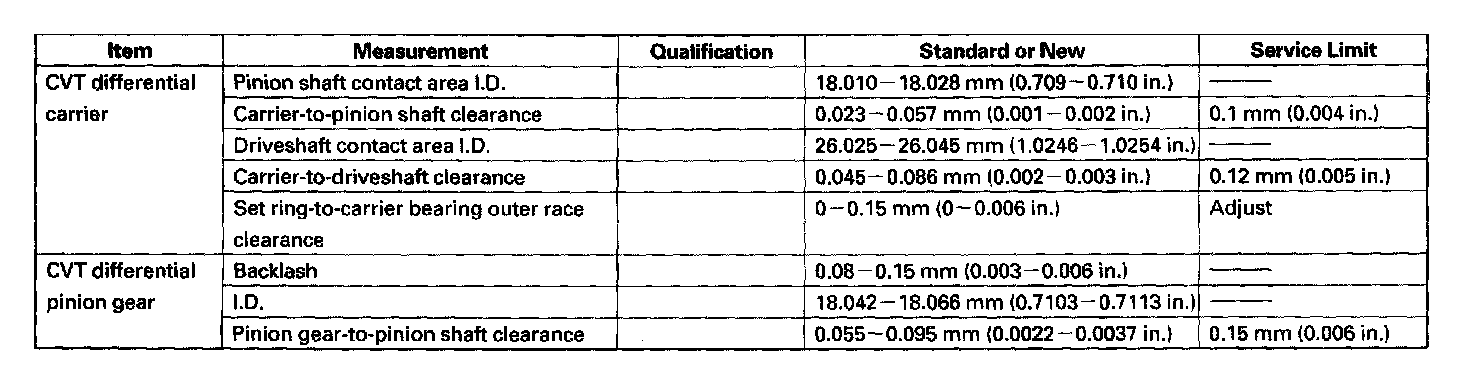 Item Measurement Qualification Standard or New Service Limit
CVT differential Pinion shaft contact area I.D. 18.010–18.028 mm (0.709–0.710 in.) ——
carrier Carrier-to-pinion shaft clearance 0.023–0.057 mm (0.001–0.002 in.) 0.1 mm (0.004 in.)
Driveshaft contact area I.D. 26.025–26.045 mm (1.0246–1.0254 in.) ——
Carrier-to-driveshaft clearance 0.045–0.086 mm (0.002–0.003 in.) 0.12 mm (0.005 in.)
Set ring-to-carrier bearing outer race 0–0.15 mm (0–0.006 in.) Adjust
clearance
CVT differential Backlash 0.08–0.15 mm (0.003–0.006 in.) ——
pinion gear I.D. 18.042–18.066 mm (0.7103–0.7113 in.) ——
Pinion gear-to-pinion shaft clearance 0.055–0.095 mm (0.0022–0.0037 in.) 0.15 mm (0.006 in.)